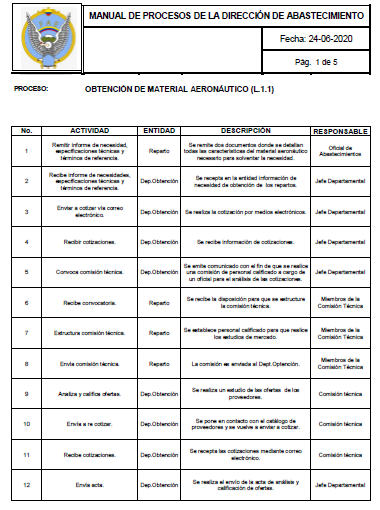 MANUAL DE PROCESOS DE LA DIRECCIÓN DE ABASTECIMIENTO
Fecha: 24-06-2020
Pág. 1 de 5
PROCESO: OBTENCIÓN DE MATERIAL AERONÁUTICO (L.1.1)
No. ACTIVIDAD ENTIDAD DESCRIPCIÓN RESPONSABLE
1
Remitir informe de necesidad,
especificaciones técnicas y
términos de referencia.
Reparto
Se remite dos documentos donde se detallan
todas las características del material aeronáutico
necesario para solventar la necesidad.
Oficial de
Abastecimientos
2
Recibe informe de necesidades,
especificaciones técnicas y
términos de referencia.
Dep.Obtención
Se recepta en la entidad información de
necesidad de obtención de los repartos.
Jefe Departamental
3
Enviar a cotizar vía correo
electrónico.
Dep.Obtención
Se realiza la cotización por medios electrónicos.
Jefe Departamental
4
Recibir cotizaciones.
Dep.Obtención
Se recibe información de cotizaciones.
Jefe Departamental
5
Convoca comisión técnica.
Dep.Obtención
Se emite comunicado con el fin de que se realice
una comisión de personal calificado a cargo de
un oficial para el análisis de las cotizaciones.
Jefe Departamental
6
Recibe convocatoria.
Reparto
Se recibe la disposición para que se estructure
la comisión técnica.
Miembros de la
Comisión Técnica
7
Estructura comisión técnica.
Reparto
Se establece personal calificado para que realice
los estudios de mercado.
Miembros de la
Comisión Técnica
8
Envía comisión técnica.
Reparto
La comisión es enviada al Dept.Optención.
Miembros de la
Comisión Técnica
9
Analiza y califica ofertas.
Dep.Obtención
Se realiza un estudio de las ofertas de los
proveedores.
Comisión técnica
10
Envía a re cotizar.
Dep.Obtención
Se pone en contacto con el catálogo de
proveedores y se vuelve a enviar a cotizar.
Comisión técnica
11
Recibe cotizaciones.
Dep.Obtención
Se recepta las cotizaciones mediante correo
electrónico.
Comisión técnica
12
Envía acta.
Dep.Obtención
Se realiza el envío de la acta de análisis y
calificación de ofertas.
Jefe Departamental